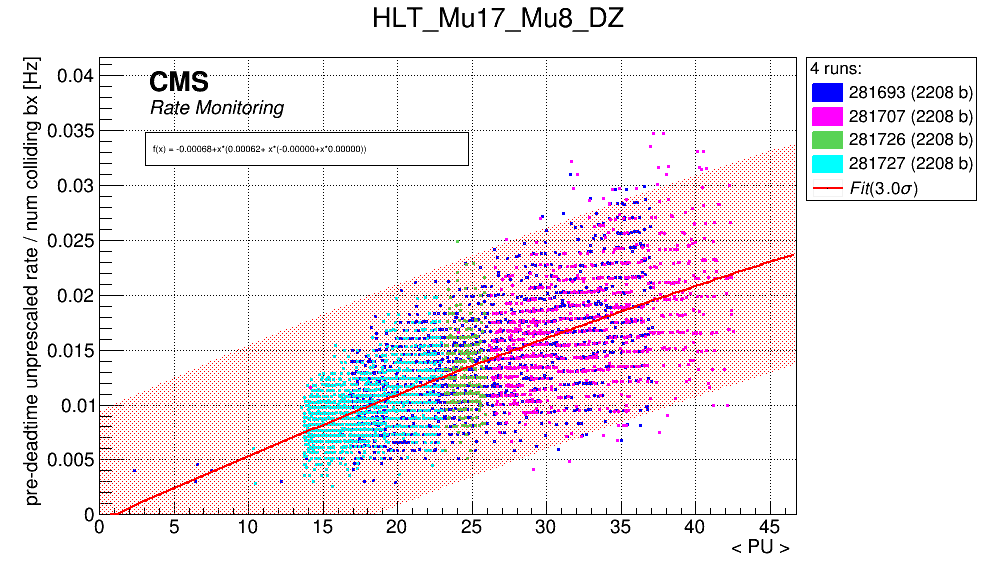 HLT_Mu17_Mu8_DZ
pre-deadtime unprescaled rate / num colliding bx [Hz]
0.04
0.035
0.03
0.025
0.02
0.015
0.01
0.005
0
CMS
Rate Monitoring
f(x) = -0.00068+x*(0.00062+ x*(-0.00000+x*0.00000))
0 5 10 15 20 25 30 35 40 45
< PU >
4 runs:
281693 (2208 b)
281707 (2208 b)
281726 (2208 b)
281727 (2208 b)
Fit(3.0σ)